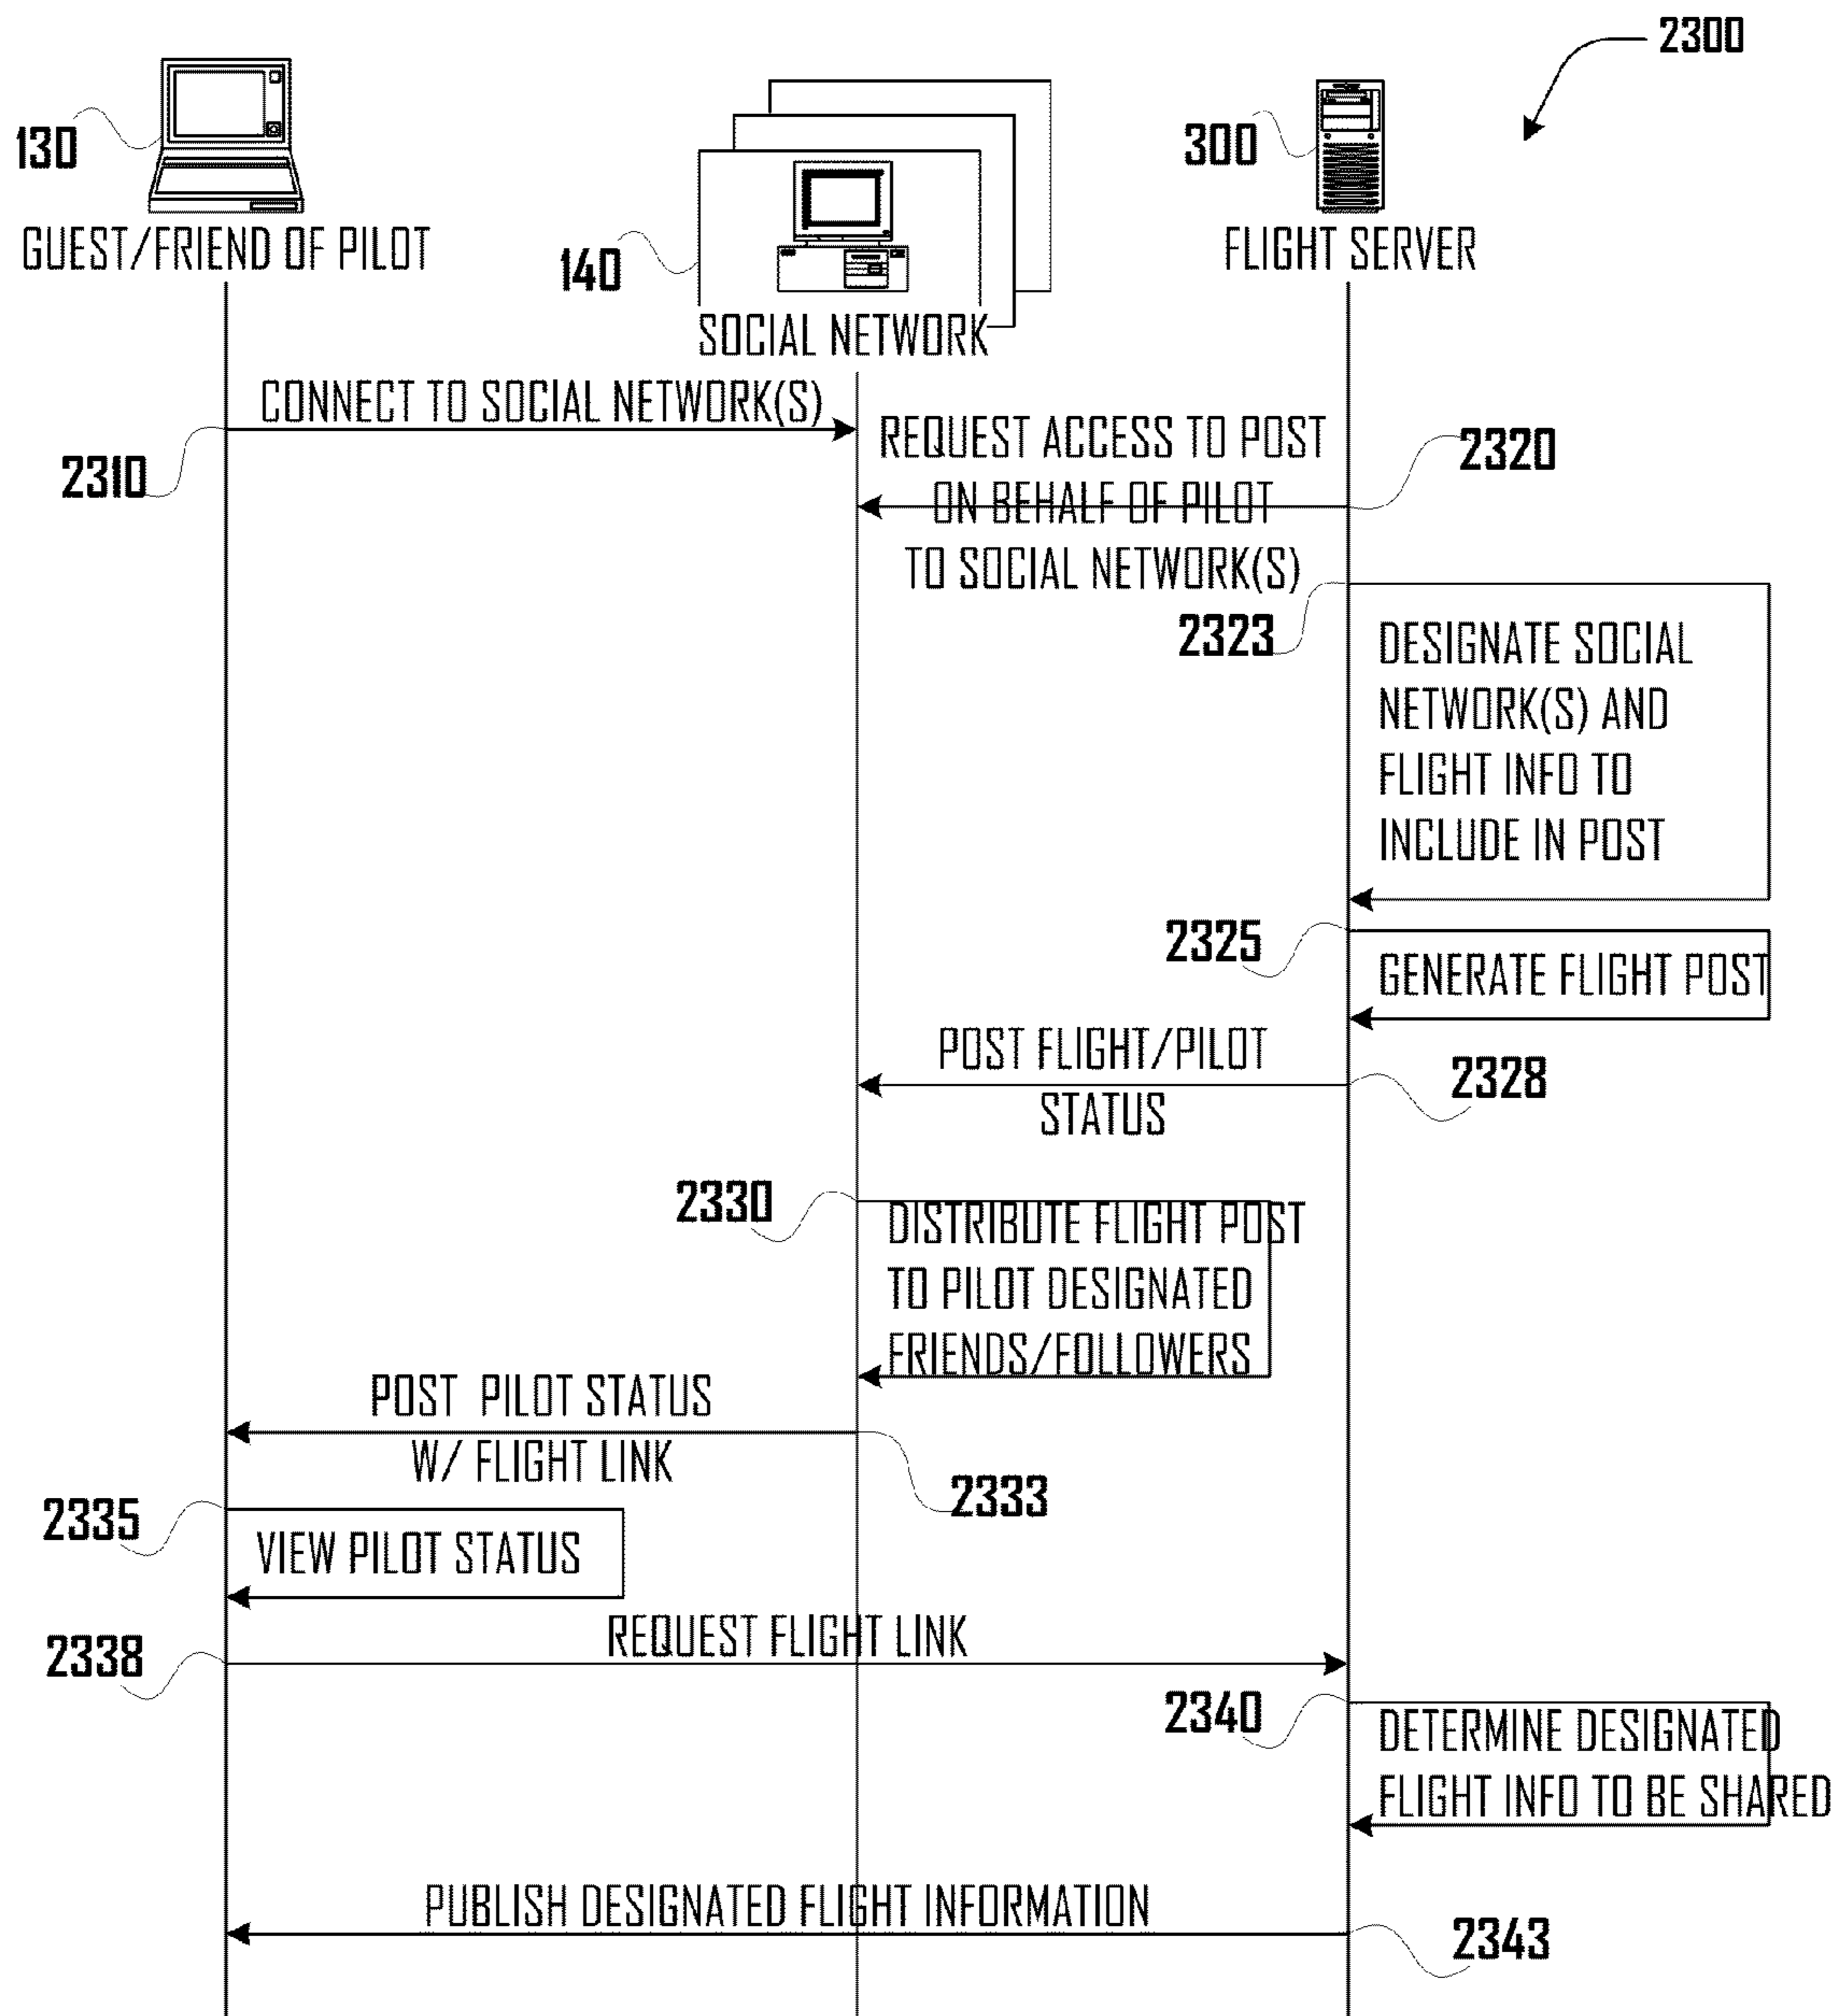 2300
130
GUEST/FRIEND OF PILOT
140
SOCIAL NETWORK
300
FLIGHT SERVER
CONNECT TO SOCIAL NETWORK(S)
2310
REQUEST ACCESS TO POST
ON BEHALF OF PILOT
TO SOCIAL NETWORK(S)
2320
2323
DESIGNATE SOCIAL
NETWORK(S) AND
FLIGHT INFO TO
INCLUDE IN POST
2325
GENERATE FLIGHT POST
POST FLIGHT/PILOT
STATUS
2328
2330
DISTRIBUTE FLIGHT POST
TO PILOT DESIGNATED
FRIENDS/FOLLOWERS
POST PILOT STATUS
W/ FLIGHT LINK
2333
2335
VIEW PILOT STATUS
REQUEST FLIGHT LINK
2338
2340
DETERMINE DESIGNATED
FLIGHT INFO TO BE SHARED
PUBLISH DESIGNATED FLIGHT INFORMATION
2343